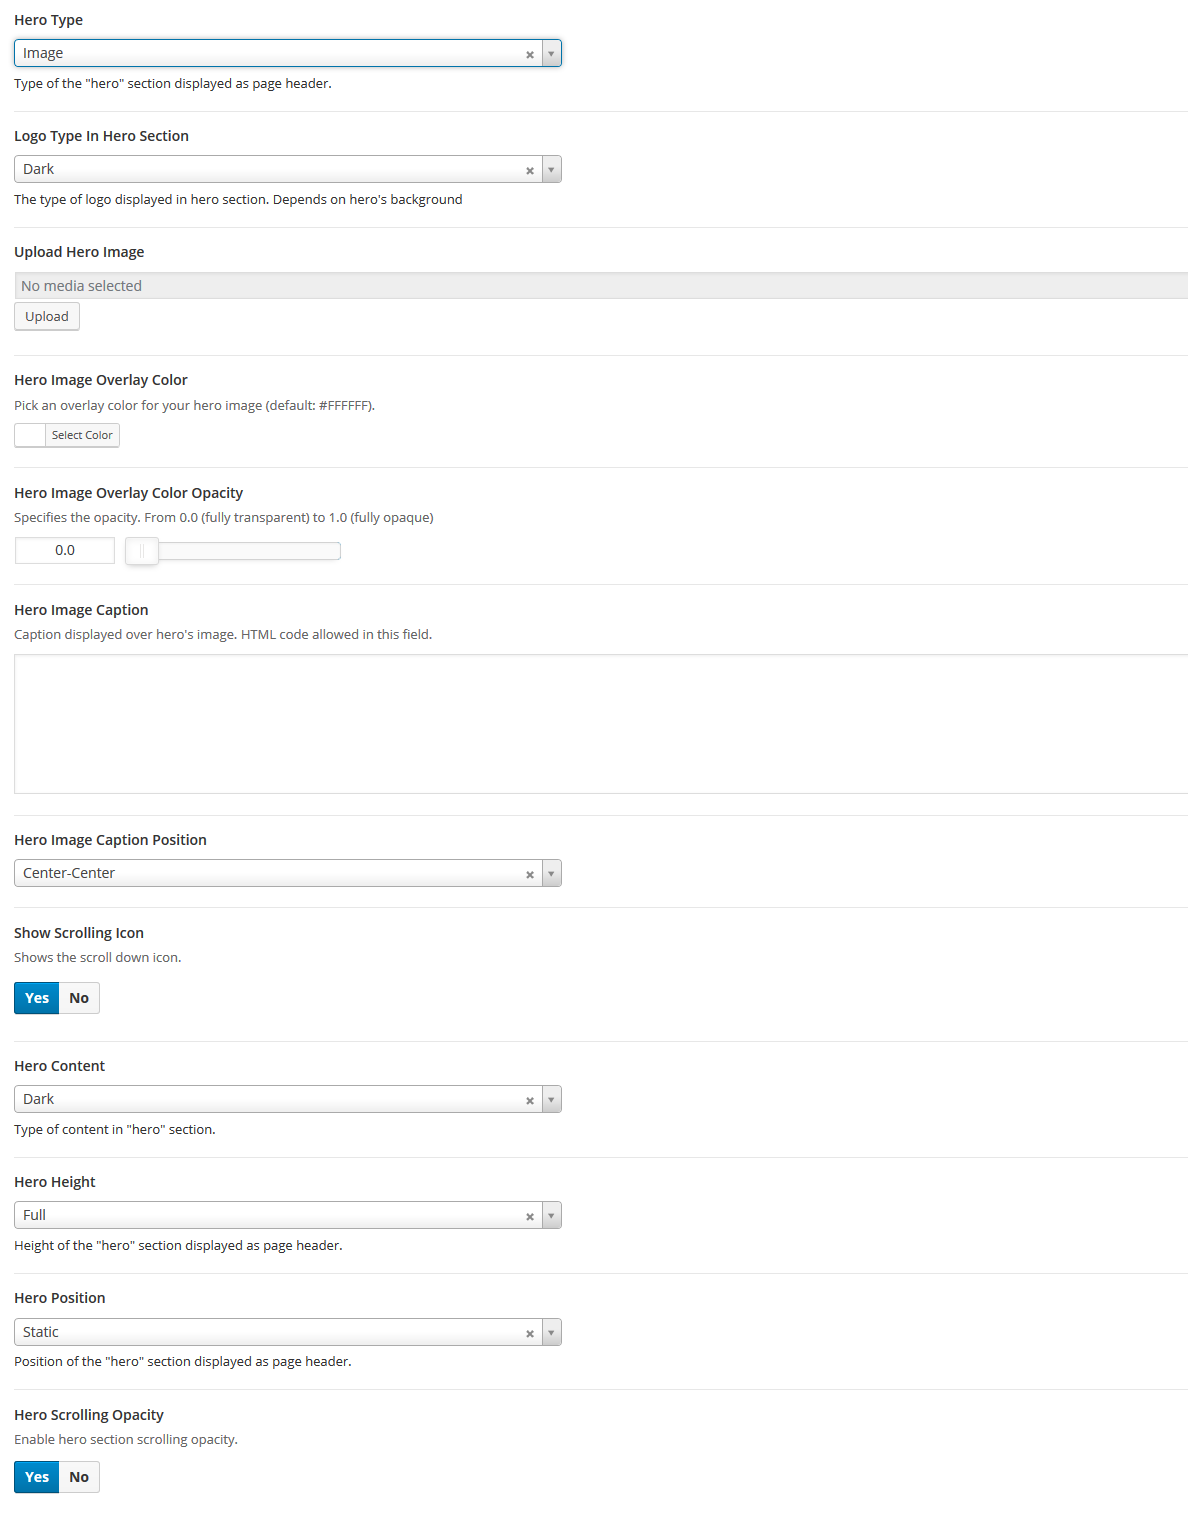 Hero Type
Image
Type of the "hero" section displayed as page header.
Logo Type In Hero Section
Dark
The type of logo displayed in hero section. Depends on hero's background
Upload Hero Image
No media selected
Upload
Hero Image Overlay Color
Pick an overlay color for your hero image (default: #FFFFFF).
Select Color
Hero Image Overlay Color Opacity
Specifies the opacity. From 0.0 (fully transparent) to 1.0 (fully opaque)
0.0
Hero Image Caption
Caption displayed over hero's image. HTML code allowed in this field.
Hero Image Caption Position
Center-Center
Show Scrolling Icon
Shows the scroll down icon.
Yes No
Hero Content
Dark
Type of content in "hero" section.
Hero Height
Full
Height of the "hero" section displayed as page header.
Hero Position
Static
Position of the "hero" section displayed as page header.
Hero Scrolling Opacity
Enable hero section scrolling opacity.
Yes No